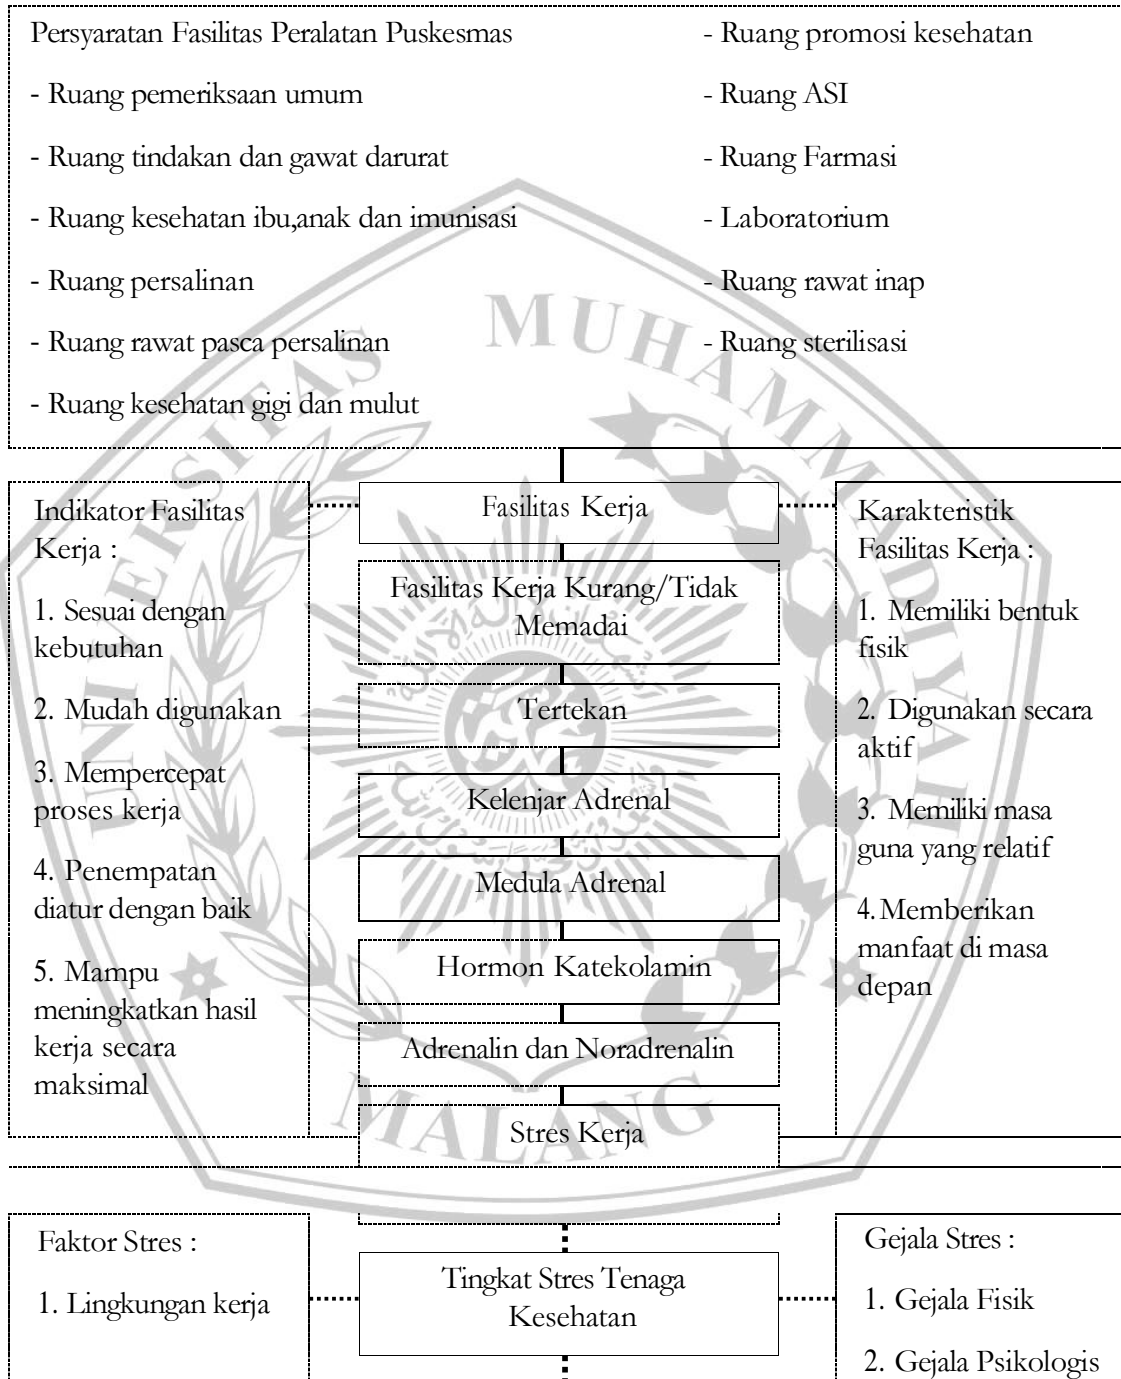 Persyaratan Fasilitas Peralatan Puskesmas
- Ruang pemeriksaan umum
- Ruang tindakan dan gawat darurat
- Ruang kesehatan ibu,anak dan imunisasi
- Ruang persalinan
- Ruang rawat pasca persalinan
- Ruang kesehatan gigi dan mulut
- Ruang promosi kesehatan
- Ruang ASI
- Ruang Farmasi
- Laboratorium
- Ruang rawat inap
- Ruang sterilisasi
Indikator Fasilitas
Kerja :
1. Sesuai dengan
kebutuhan
2. Mudah digunakan
3. Mempercepat
proses kerja
4. Penempatan
diatur dengan baik
5. Mampu
meningkatkan hasil
kerja secara
maksimal
Fasilitas Kerja
Fasilitas Kerja Kurang/Tidak
Memadai
Tertekan
Kelenjar Adrenal
Medula Adrenal
Hormon Katekolamin
Adrenalin dan Noradrenalin
Stres Kerja
Karakteristik
Fasilitas Kerja :
1. Memiliki bentuk
fisik
2. Digunakan secara
aktif
3. Memiliki masa
guna yang relatif
4. Memberikan
manfaat di masa
depan
Faktor Stres :
1. Lingkungan kerja
Tingkat Stres Tenaga
Kesehatan
Gejala Stres :
1. Gejala Fisik
2. Gejala Psikologis
UNIVERSITAS MUHAMMADIYAH
MALANG